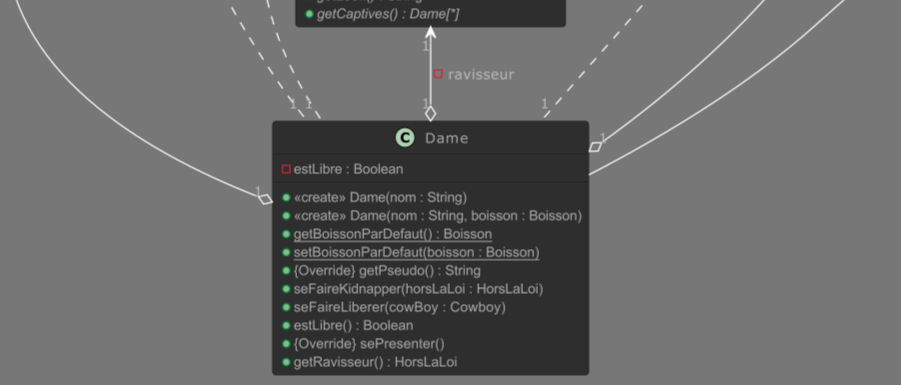 getCaptives() : Dame[*]
1
ravisseur
1 1
1
1
C Dame
1
estLibre : Boolean
1
«create» Dame(nom : String)
«create» Dame(nom : String, boisson : Boisson)
getBoissonParDefaut() : Boisson
setBoissonParDefaut(boisson : Boisson)
{Override} getPseudo() : String
seFaireKidnapper(horsLaLoi : HorsLaLoi)
seFaireLiberer(cowBoy : Cowboy)
estLibre() : Boolean
{Override} sePresenter()
getRavisseur() : HorsLaLoi